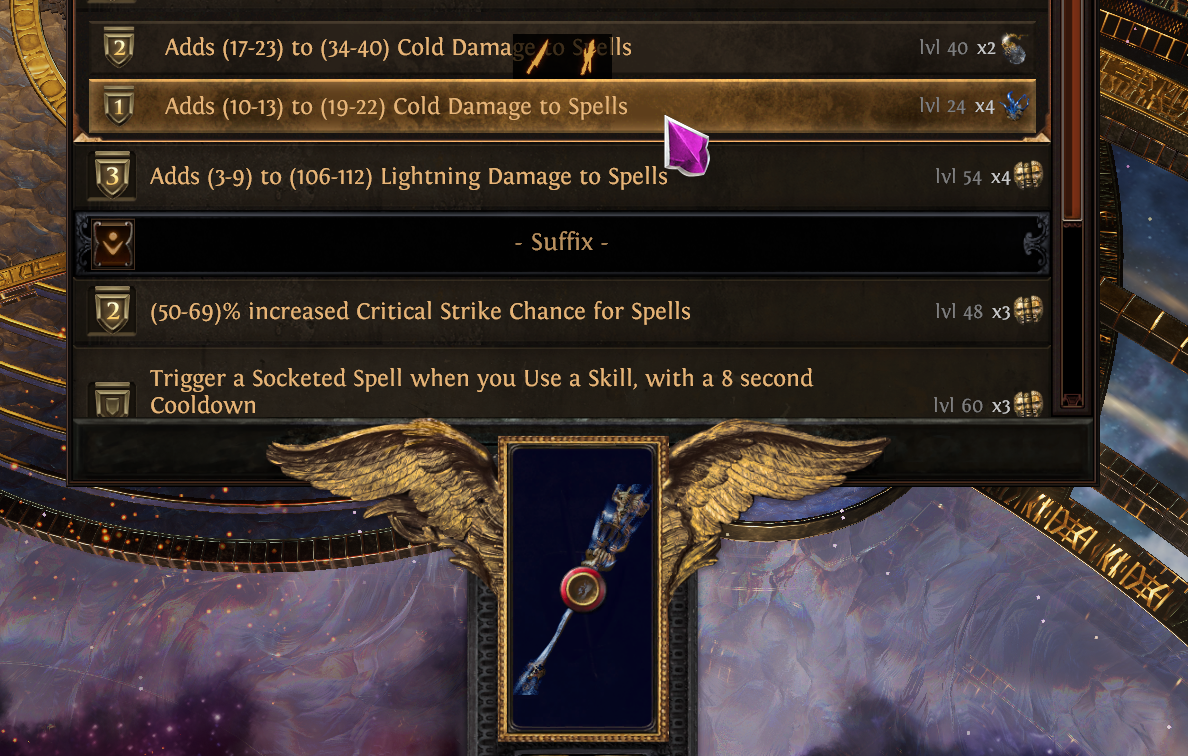 2 Adds (17-23) to (34-40) Cold Damage to Spells lvl 40 x2
1 Adds (10-13) to (19-22) Cold Damage to Spells lvl 24 x4
3 Adds (3-9) to (106-112) Lightning Damage to Spells lvl 54 x4
- Suffix -
2 (50-69)% increased Critical Strike Chance for Spells lvl 48 x3
Trigger a Socketed Spell when you Use a Skill, with a 8 second
Cooldown lvl 60 x3